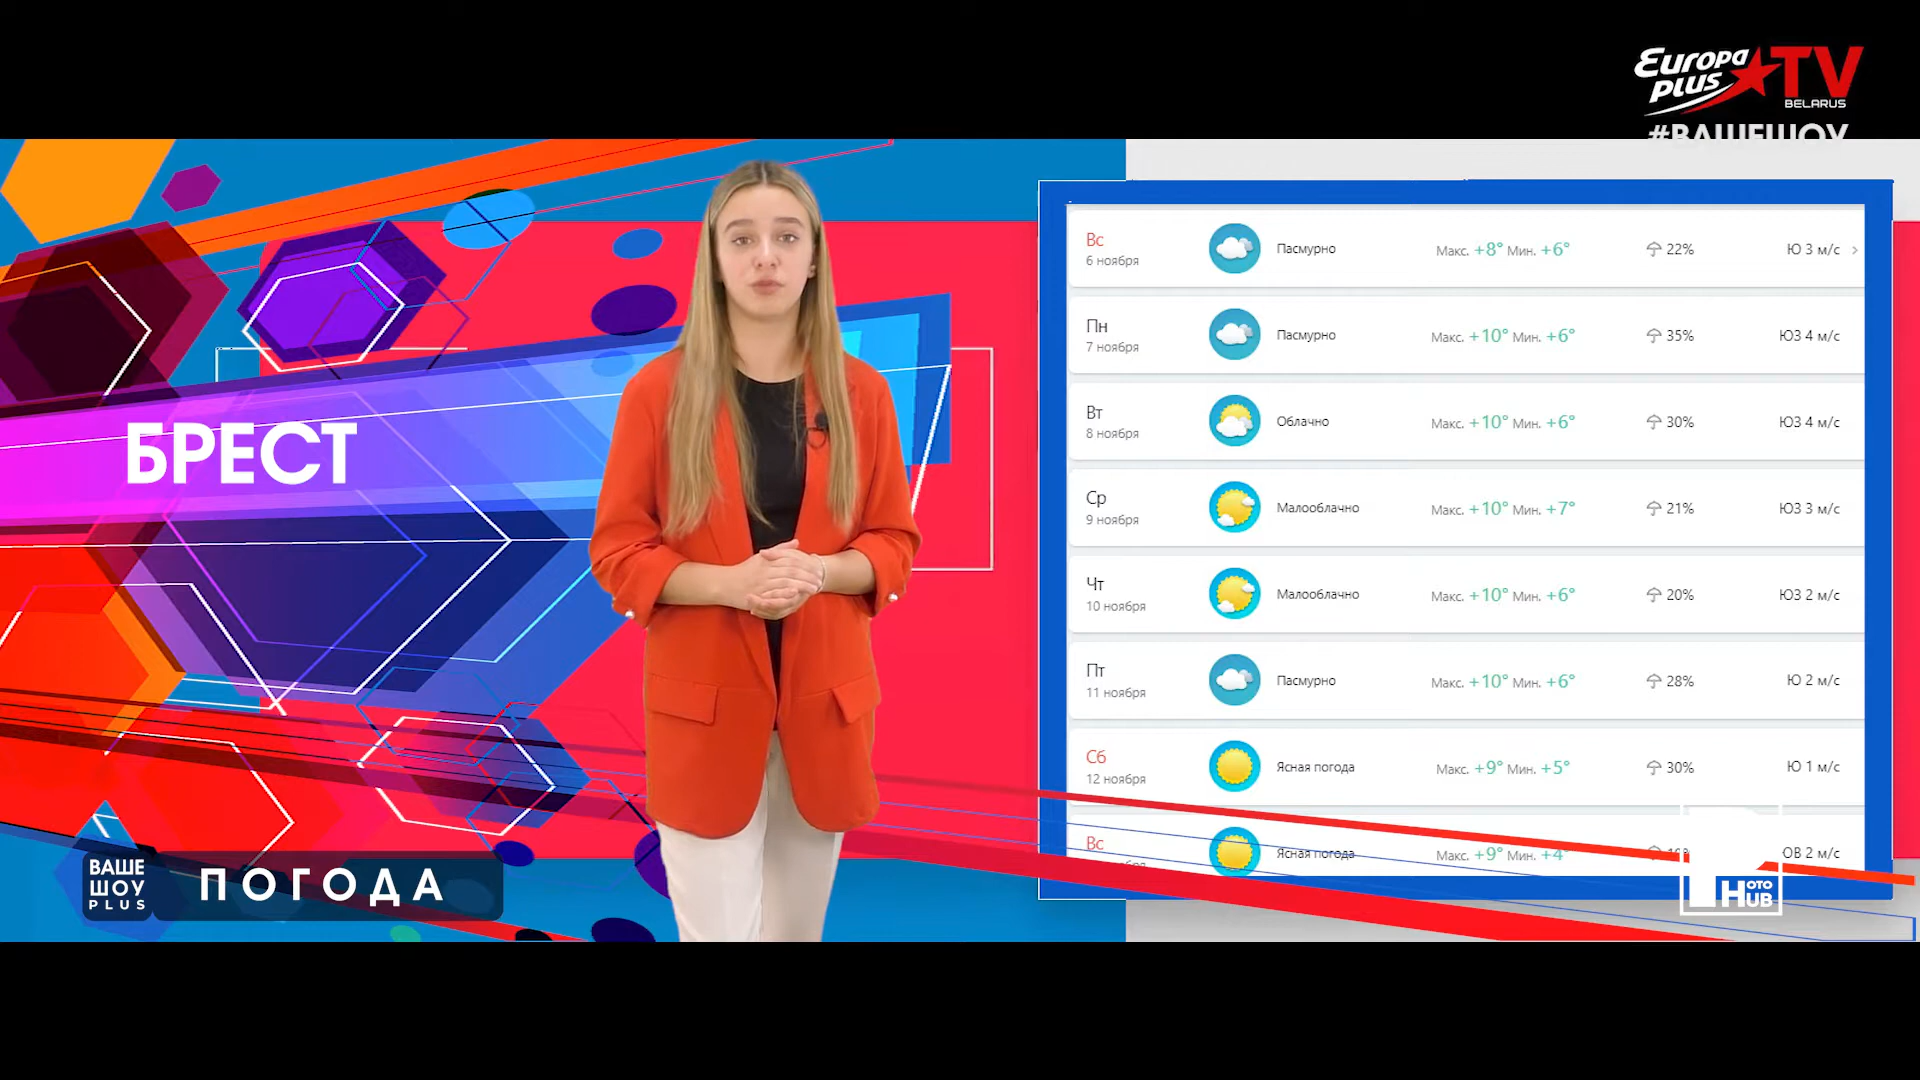 Europa
plus TV
BELARUS
#ВАШЕШОУ
Вс
6 ноября
Пасмурно
Макс. +8° Мин. +6°
22%
Ю 3 м/с
Пн
7 ноября
Пасмурно
Макс. +10° Мин. +6°
35%
ЮЗ 4 м/с
Вт
8 ноября
Облачно
Макс. +10° Мин. +6°
30%
ЮЗ 4 м/с
Ср
9 ноября
Малооблачно
Макс. +10° Мин. +7°
21%
ЮЗ 3 м/с
Чт
10 ноября
Малооблачно
Макс. +10° Мин. +6°
20%
ЮЗ 2 м/с
Пт
11 ноября
Пасмурно
Макс. +10° Мин. +6°
28%
Ю 2 м/с
Сб
12 ноября
Ясная погода
Макс. +9° Мин. +5°
30%
Ю 1 м/с
Вс
Ясная погода
Макс. +9° Мин. +4°
ЮВ 2 м/с
БРЕСТ
ВАШЕ
ШОУ
PLUS
ПОГОДА
OTO
HUB